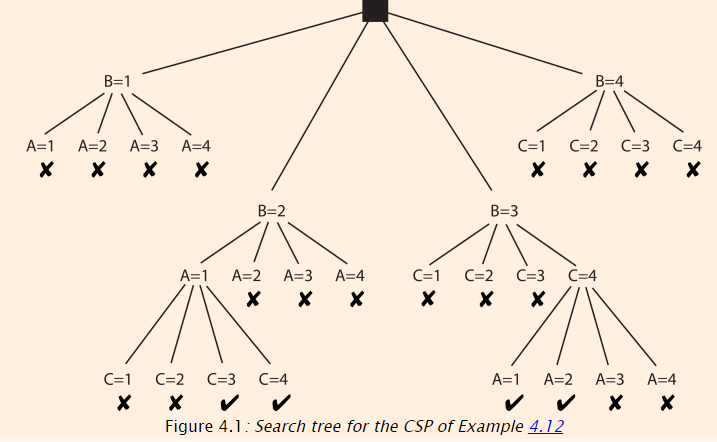 B=1 B=4
A=1 A=2 A=3 A=4 C=1 C=2 C=3 C=4
✘ ✘ ✘ ✘ ✘ ✘ ✘ ✘
B=2 B=3
A=1 A=2 A=3 A=4 C=1 C=2 C=3 C=4
✘ ✘ ✘ ✘ ✘ ✘
C=1 C=2 C=3 C=4 A=1 A=2 A=3 A=4
✘ ✘ ✔ ✔ ✔ ✔ ✘ ✘
Figure 4.1: Search tree for the CSP of Example 4.12